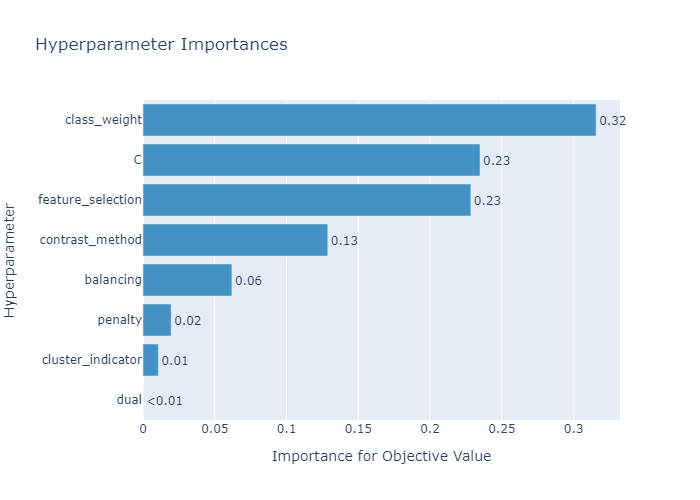 Hyperparameter Importances
Hyperparameter
class_weight 0.32
C 0.23
feature_selection 0.23
contrast_method 0.13
balancing 0.06
penalty 0.02
cluster_indicator 0.01
dual <0.01
0 0.05 0.1 0.15 0.2 0.25 0.3
Importance for Objective Value